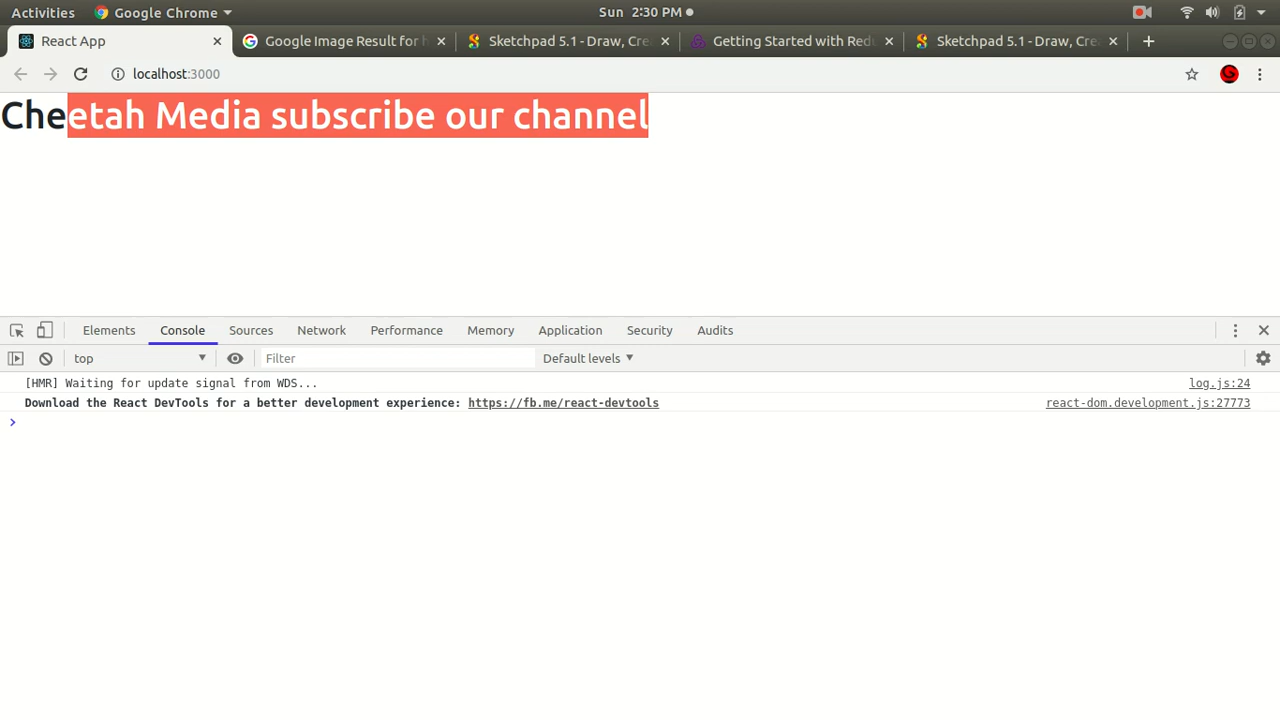 Activities Google Chrome Sun 2:30 PM
React App Google Image Result for h Sketchpad 5.1 - Draw, Cre Getting Started with Redu Sketchpad 5.1 - Draw, Cre
localhost:3000
Cheetah Media subscribe our channel
Elements Console Sources Network Performance Memory Application Security Audits
top Filter Default levels
[HMR] Waiting for update signal from WDS... log.js:24
Download the React DevTools for a better development experience: https://fb.me/react-devtools react-dom.development.js:27773